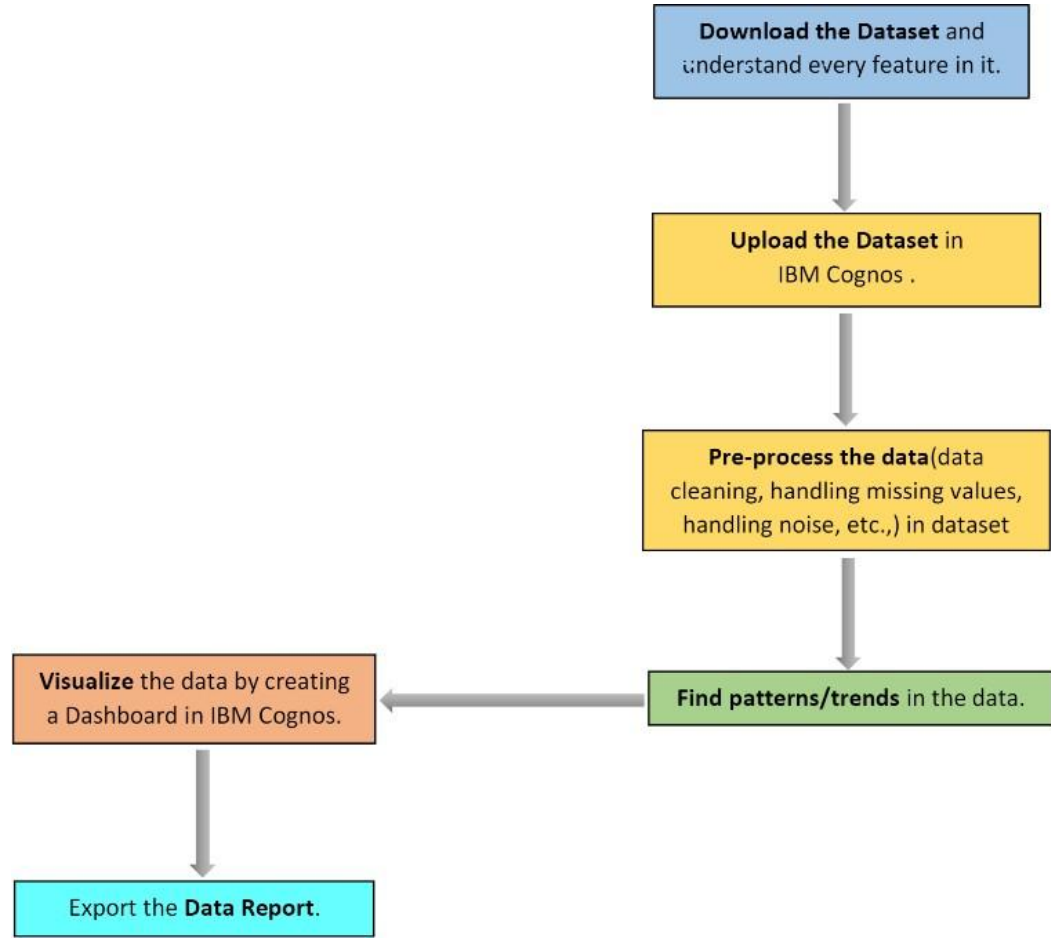 Download the Dataset and
understand every feature in it.
Upload the Dataset in
IBM Cognos .
Pre-process the data(data
cleaning, handling missing values,
handling noise, etc.,) in dataset
Find patterns/trends in the data.
Visualize the data by creating
a Dashboard in IBM Cognos.
Export the Data Report.